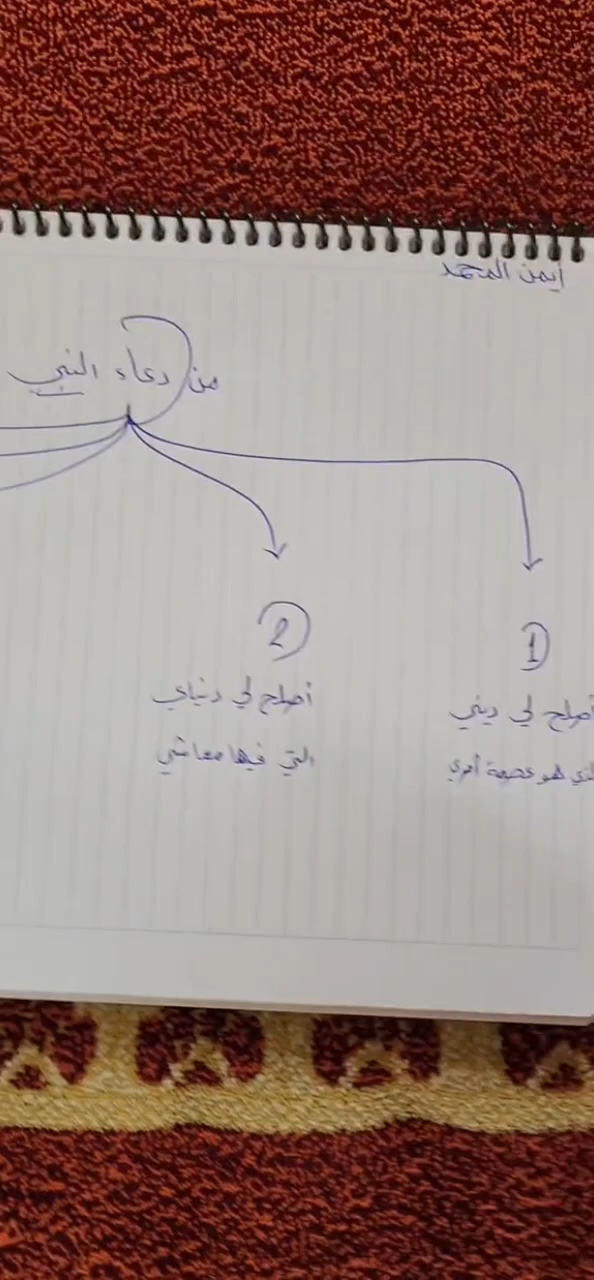 أيمن المحمد
من دعاء النبي
1
أصلح لي ديني
الذي هو عصمة أمري
2
أصلح لي دنياي
التي فيها معاشي